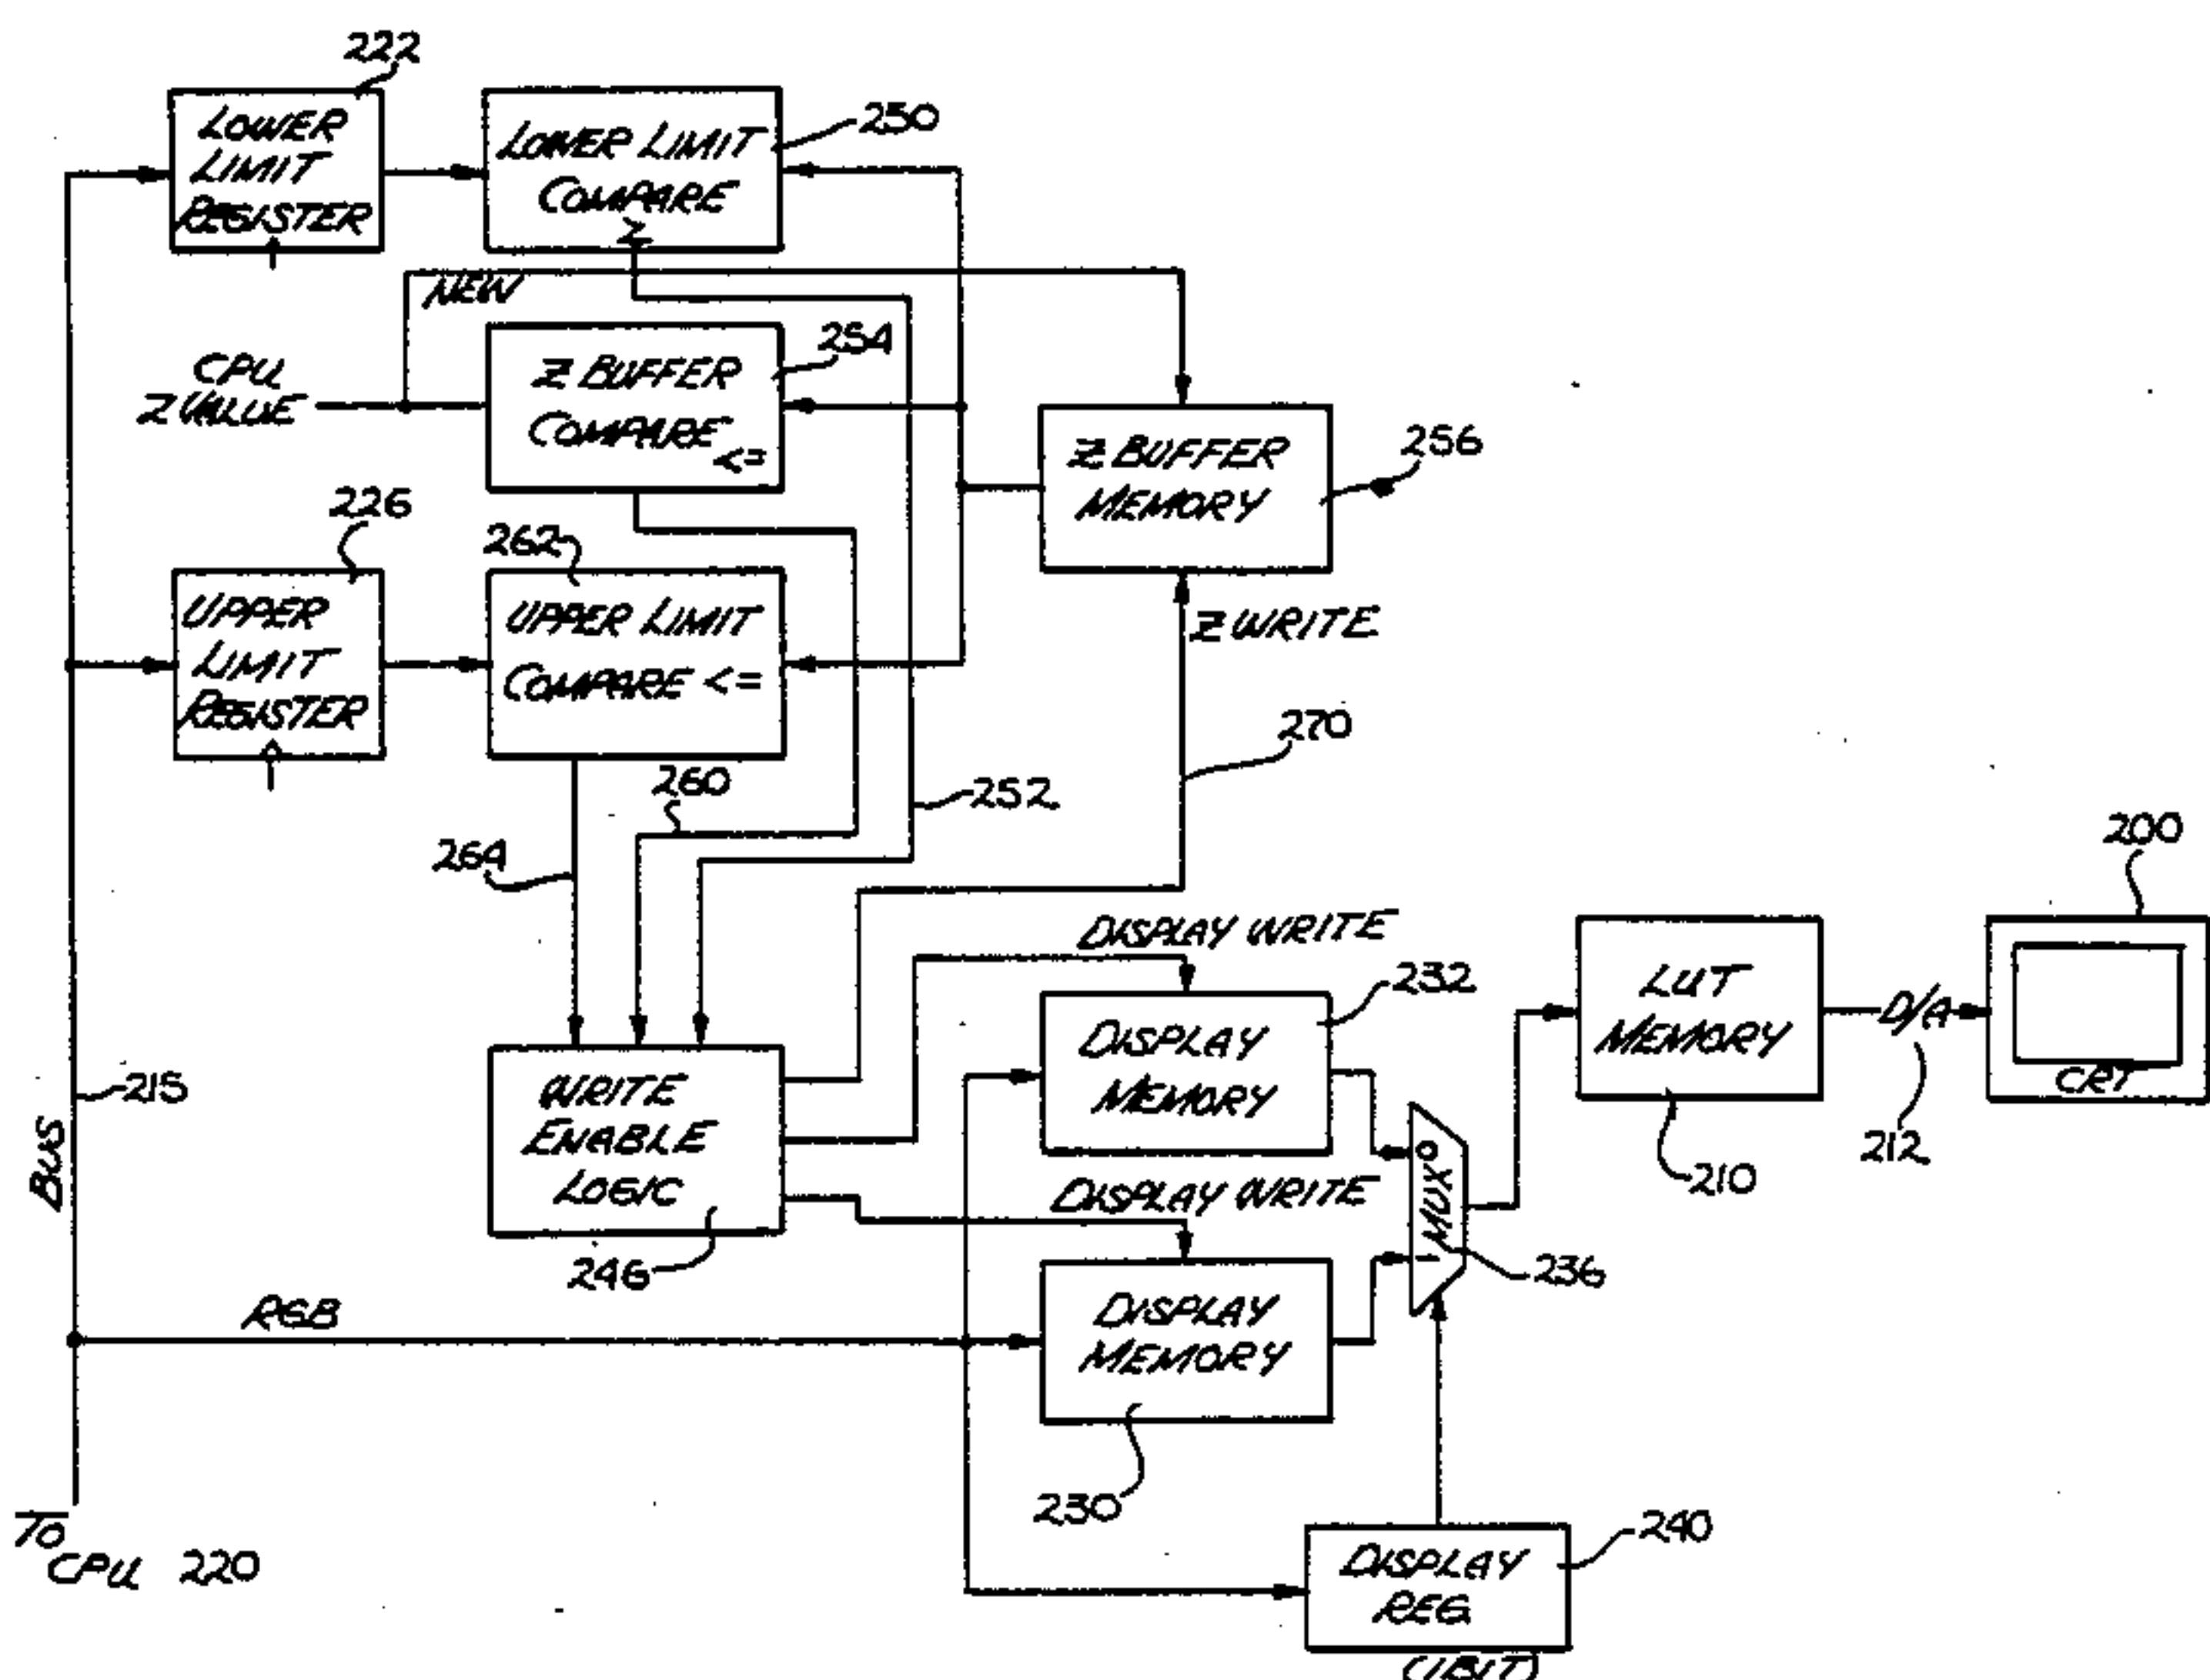 222
LOWER
LIMIT
REGISTER
LOWER LIMIT
COMPARE
250
NEW
CPU
Z VALUE
Z BUFFER
COMPARE
<=
254
Z BUFFER
MEMORY
256
226
UPPER
LIMIT
REGISTER
262
UPPER LIMIT
COMPARE <=
Z WRITE
270
260
252
264
200
DISPLAY WRITE
232
DISPLAY
MEMORY
LUT
MEMORY
D/A
CRT
215
BUS
WRITE
ENABLE
LOGIC
246
DISPLAY WRITE
O
MUX
1
236
210
212
RGB
DISPLAY
MEMORY
230
TO
CPU 220
240
DISPLAY
REG
(1BIT)